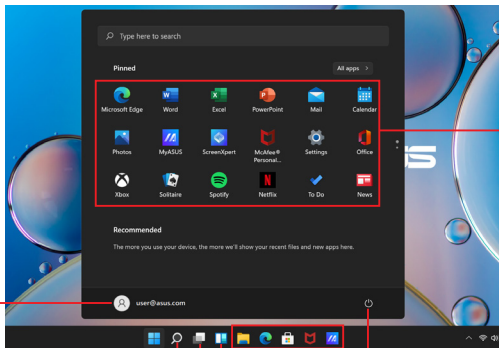 Type here to search
Pinned
All apps >
Microsoft Edge Word Excel PowerPoint Mail Calendar
Photos MyASUS ScreenXpert McAfee® Personal... Settings Office
Xbox Solitaire Spotify Netflix To Do News
Recommended
The more you use your device, the more we'll show your recent files and new apps here.
user@asus.com